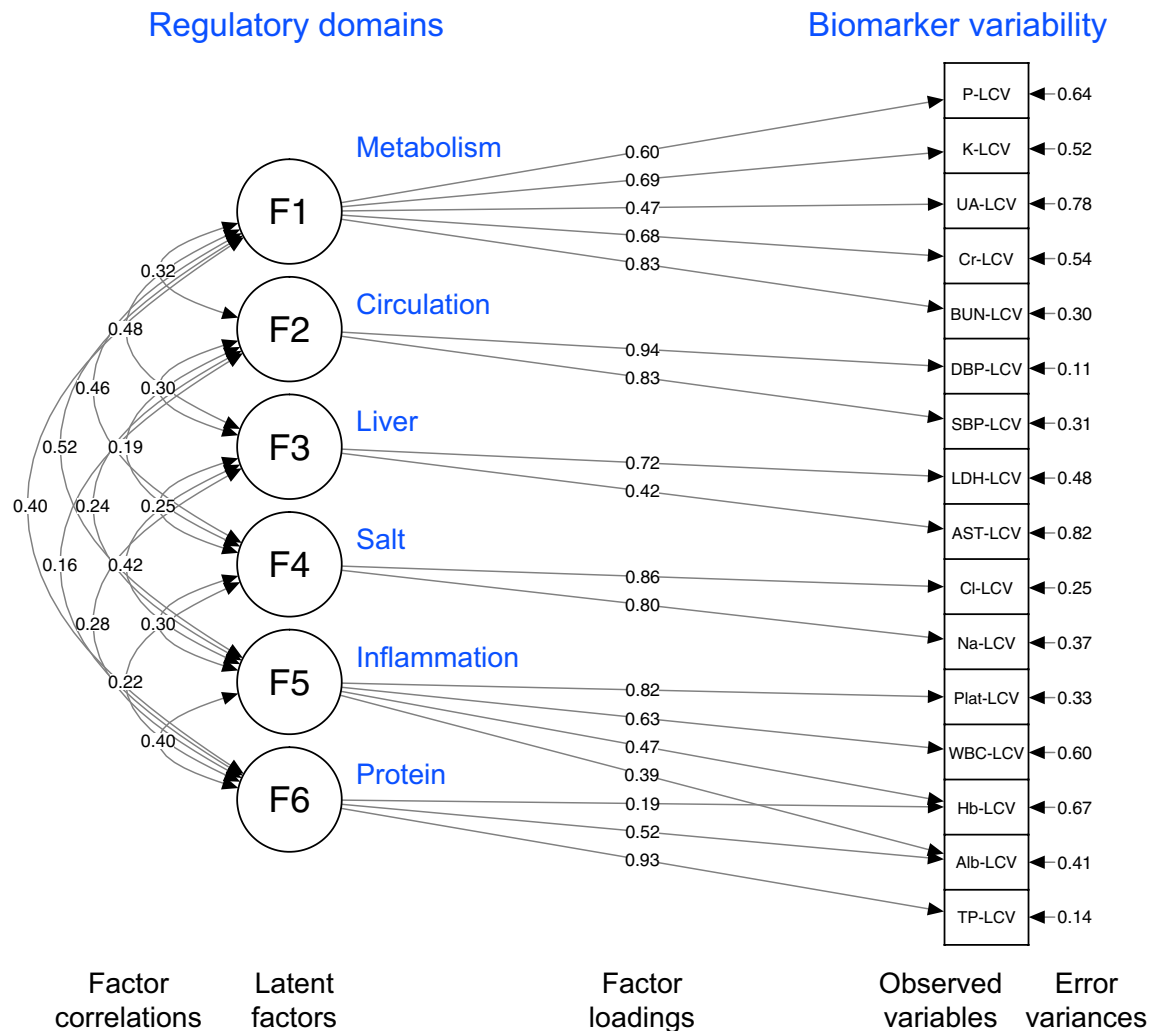 Regulatory domains
Biomarker variability
Metabolism
Circulation
Liver
Salt
Inflammation
Protein
F1
F2
F3
F4
F5
F6
0.32
0.48
0.46
0.30
0.52
0.19
0.40
0.24
0.25
0.16
0.42
0.28
0.30
0.22
0.40
0.60
0.69
0.47
0.68
0.83
0.94
0.83
0.72
0.42
0.86
0.80
0.82
0.63
0.47
0.39
0.19
0.52
0.93
P-LCV 0.64
K-LCV 0.52
UA-LCV 0.78
Cr-LCV 0.54
BUN-LCV 0.30
DBP-LCV 0.11
SBP-LCV 0.31
LDH-LCV 0.48
AST-LCV 0.82
Cl-LCV 0.25
Na-LCV 0.37
Plat-LCV 0.33
WBC-LCV 0.60
Hb-LCV 0.67
Alb-LCV 0.41
TP-LCV 0.14
Factor
correlations
Latent
factors
Factor
loadings
Observed
variables
Error
variances